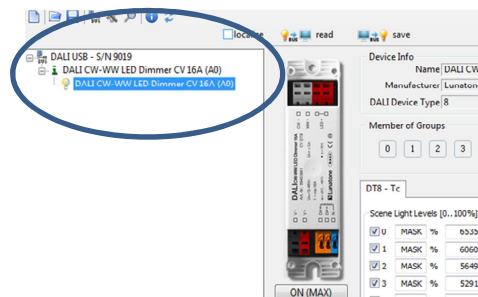 localize
read
save
DALI USB - S/N 9019
DALI CW-WW LED Dimmer CV 16A (A0)
DALI CW-WW LED Dimmer CV 16A (A0)
Device Info
Name DALI CW
Manufacturer Lunaton
DALI Device Type 8
Member of Groups
0 1 2 3
DT8 - Tc
Scene Light Levels [0..100%]
0 MASK % 6535
1 MASK % 6060
2 MASK % 5649
3 MASK % 5291
Lunatone
ON (MAX)